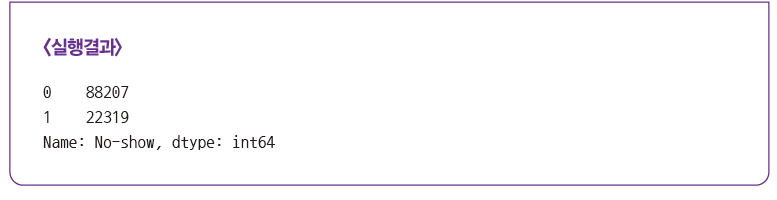 <실행결과>
0    88207
1    22319
Name: No-show, dtype: int64